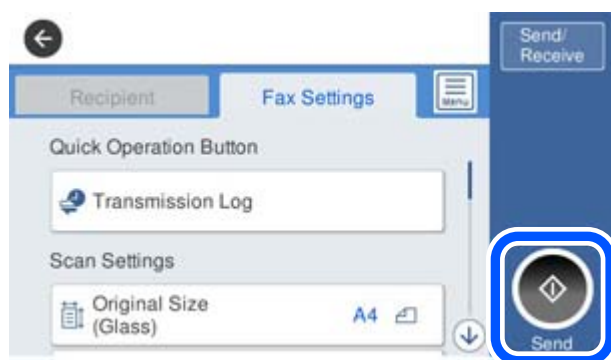 Send/
Receive
Recipient
Fax Settings
Menu
Quick Operation Button
Transmission Log
Scan Settings
Original Size
(Glass)
A4
Send